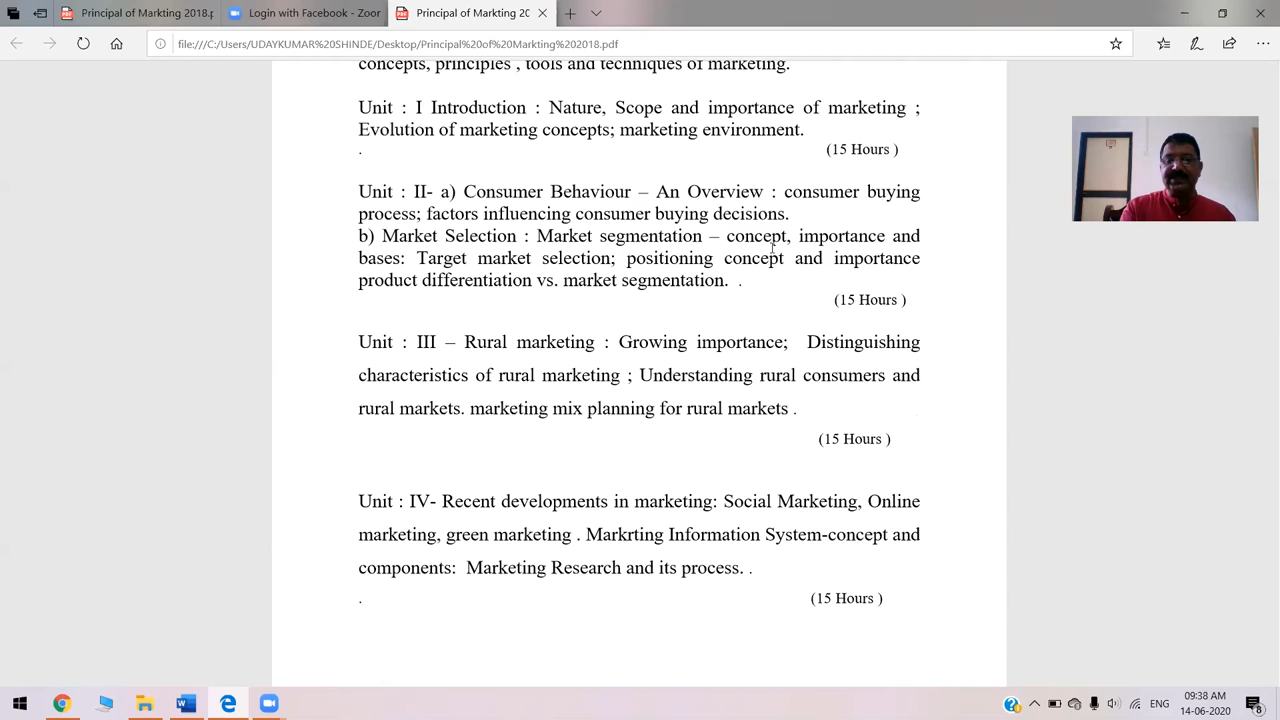 Principal of Markting 2018.p
Login with Facebook - Zoor
Principal of Markting 20
file:///C:/Users/UDAYKUMAR%20SHINDE/Desktop/Principal%20of%20Markting%202018.pdf
concepts, principles , tools and techniques of marketing.
Unit : I Introduction : Nature, Scope and importance of marketing ;
Evolution of marketing concepts; marketing environment.
. (15 Hours )
Unit : II- a) Consumer Behaviour – An Overview : consumer buying
process; factors influencing consumer buying decisions.
b) Market Selection : Market segmentation – concept, importance and
bases: Target market selection; positioning concept and importance
product differentiation vs. market segmentation. .
(15 Hours )
Unit : III – Rural marketing : Growing importance; Distinguishing
characteristics of rural marketing ; Understanding rural consumers and
rural markets. marketing mix planning for rural markets .
(15 Hours )
Unit : IV- Recent developments in marketing: Social Marketing, Online
marketing, green marketing . Markrting Information System-concept and
components: Marketing Research and its process. .
. (15 Hours )
ENG
09:38 AM
14-06-2020
8